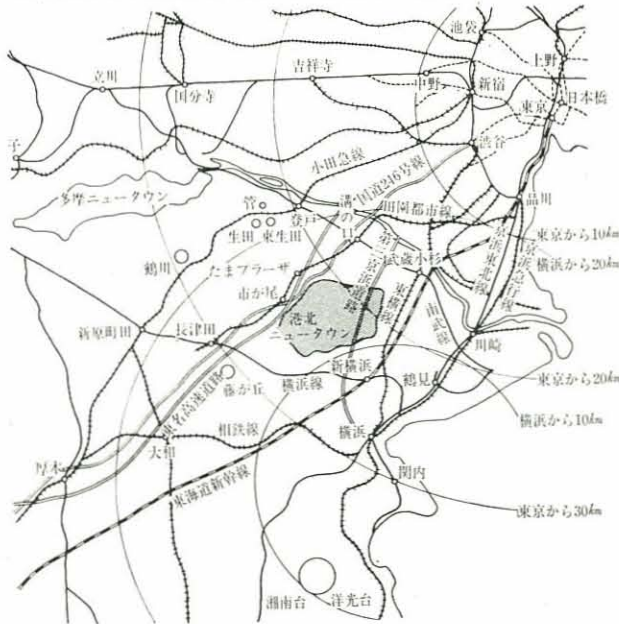 池袋
上野
吉祥寺
中野
新宿
日本橋
立川
国分寺
東京
渋谷
子
小田急線
国道246号線
多摩ニュータウン
菅
登戸
溝の口
田園都市線
品川
生田
東生田
東京から10km
鶴川
たまプラーザ
第三京浜道路
武蔵小杉
京浜東北線
京浜急行線
横浜から20km
市が尾
東横線
南武線
港北
ニュータウン
新原町田
長津田
川崎
新横浜
東京から20km
藤が丘
横浜線
鶴見
東名高速道路
横浜から10km
相鉄線
横浜
大和
厚木
東海道新幹線
関内
東京から30km
湘南台
洋光台